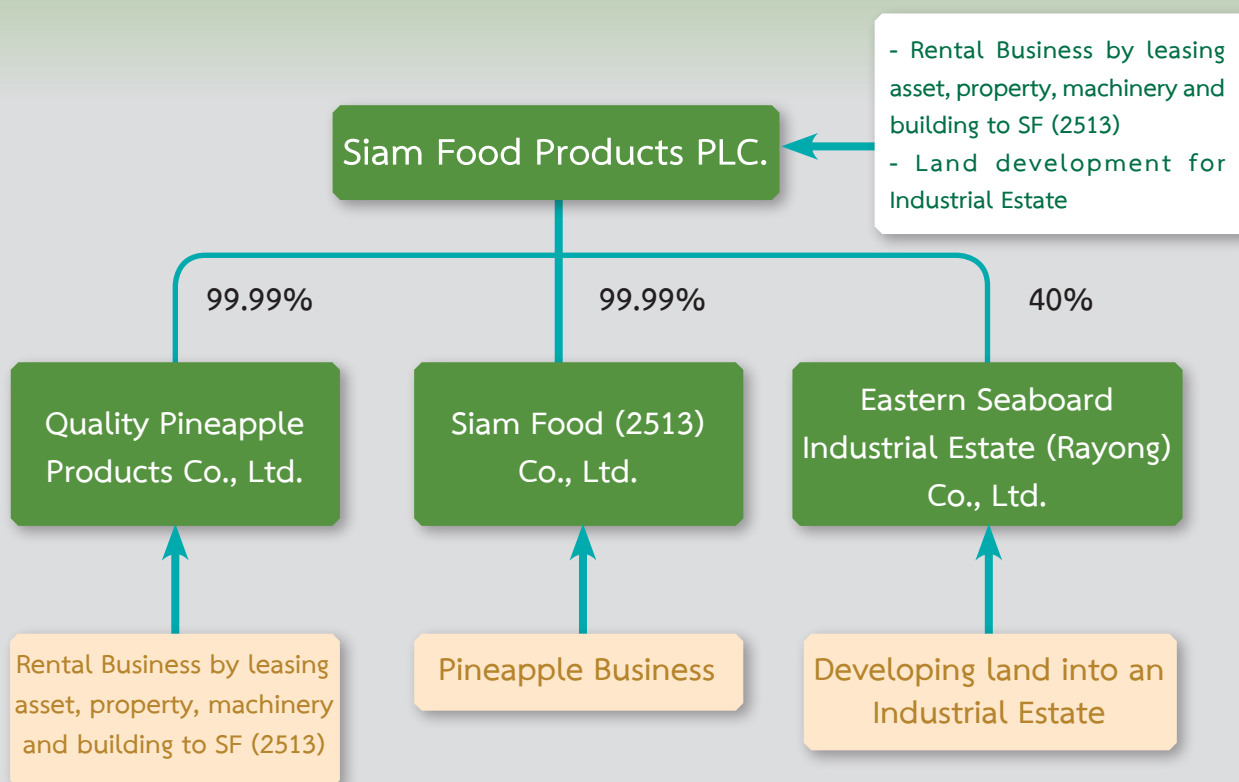 - Rental Business by leasing
asset, property, machinery and
building to SF (2513)
- Land development for
Industrial Estate
Siam Food Products PLC.
99.99%
99.99%
40%
Quality Pineapple
Products Co., Ltd.
Siam Food (2513)
Co., Ltd.
Eastern Seaboard
Industrial Estate (Rayong)
Co., Ltd.
Rental Business by leasing
asset, property, machinery
and building to SF (2513)
Pineapple Business
Developing land into an
Industrial Estate